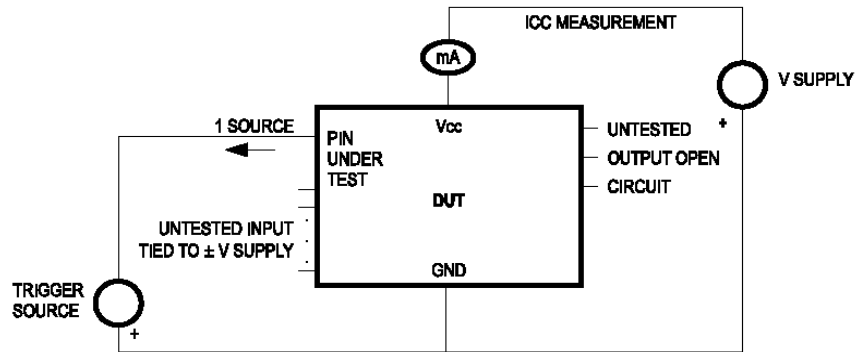 ICC MEASUREMENT
mA
V SUPPLY
+
1 SOURCE
Vcc
PIN
UNDER
TEST
UNTESTED
OUTPUT OPEN
CIRCUIT
DUT
UNTESTED INPUT
TIED TO ± V SUPPLY
GND
TRIGGER
SOURCE
+